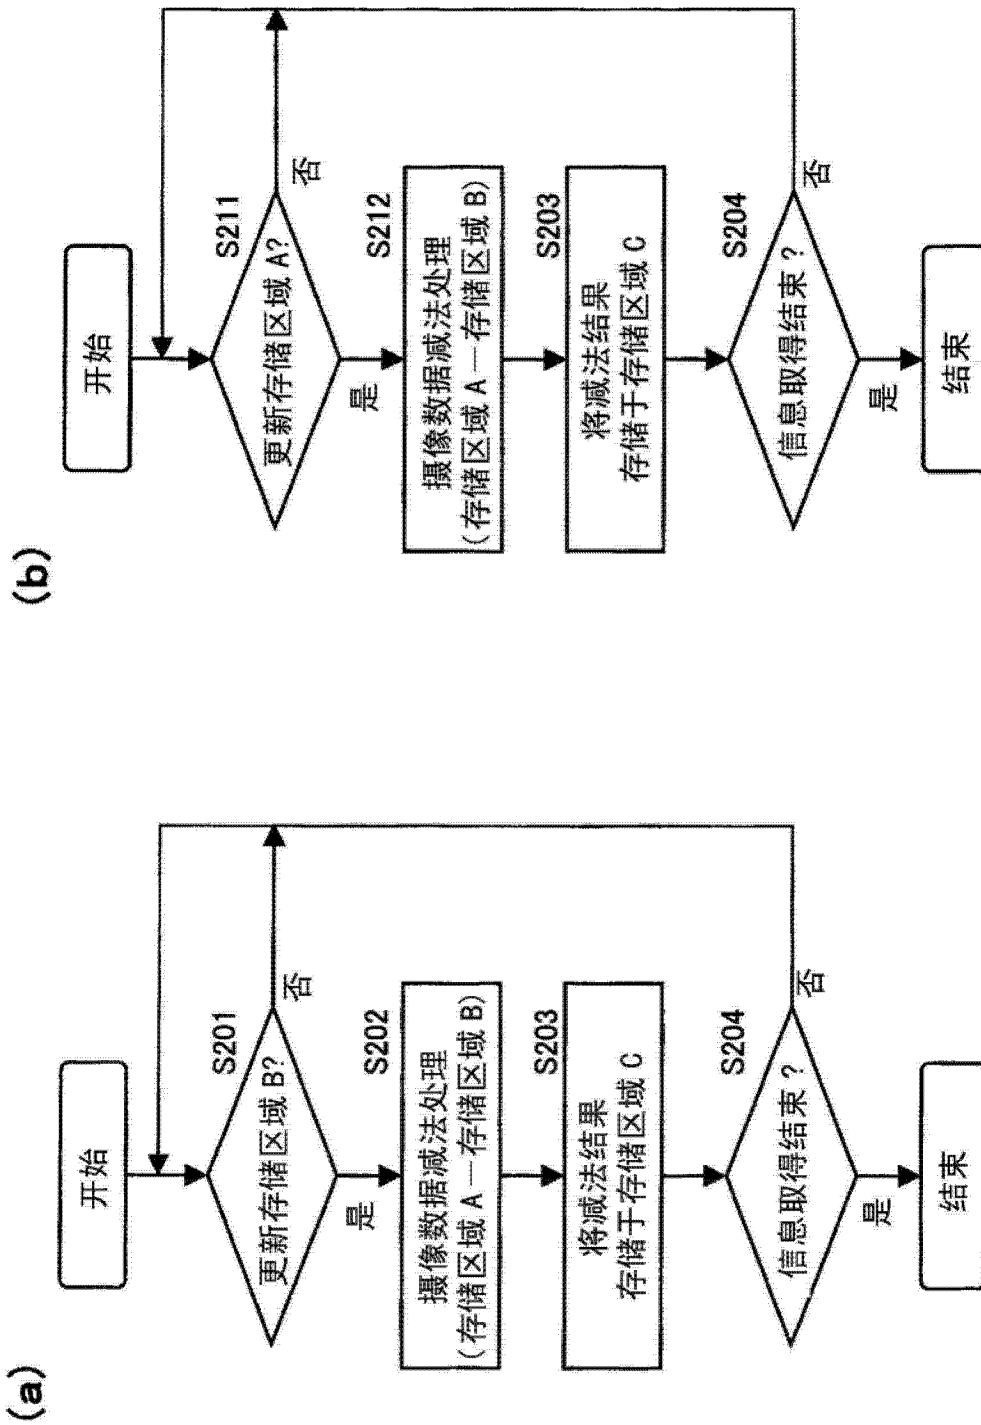 (a)
开始
S201
更新存储区域 B?
否
是
S202
摄像数据减法处理
(存储区域 A－存储区域 B)
S203
将减法结果
存储于存储区域 C
S204
信息取得结束?
否
是
结束
(b)
开始
S211
更新存储区域 A?
否
是
S212
摄像数据减法处理
(存储区域 A－存储区域 B)
S203
将减法结果
存储于存储区域 C
S204
信息取得结束?
否
是
结束